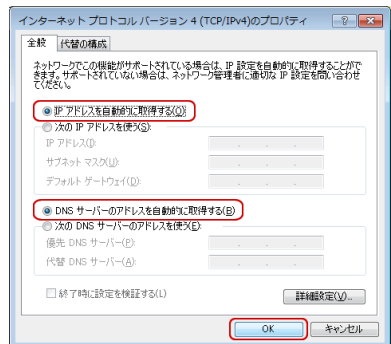 インターネット プロトコル バージョン 4 (TCP/IPv4)のプロパティ
全般 代替の構成
ネットワークでこの機能がサポートされている場合は、IP 設定を自動的に取得することがで
きます。サポートされていない場合は、ネットワーク管理者に適切な IP 設定を問い合わせ
てください。
IP アドレスを自動的に取得する(O)
次の IP アドレスを使う(S):
IP アドレス(I):
サブネット マスク(U):
デフォルト ゲートウェイ(D):
DNS サーバーのアドレスを自動的に取得する(B)
次の DNS サーバーのアドレスを使う(E):
優先 DNS サーバー(P):
代替 DNS サーバー(A):
終了時に設定を検証する(L)
詳細設定(V)...
OK キャンセル